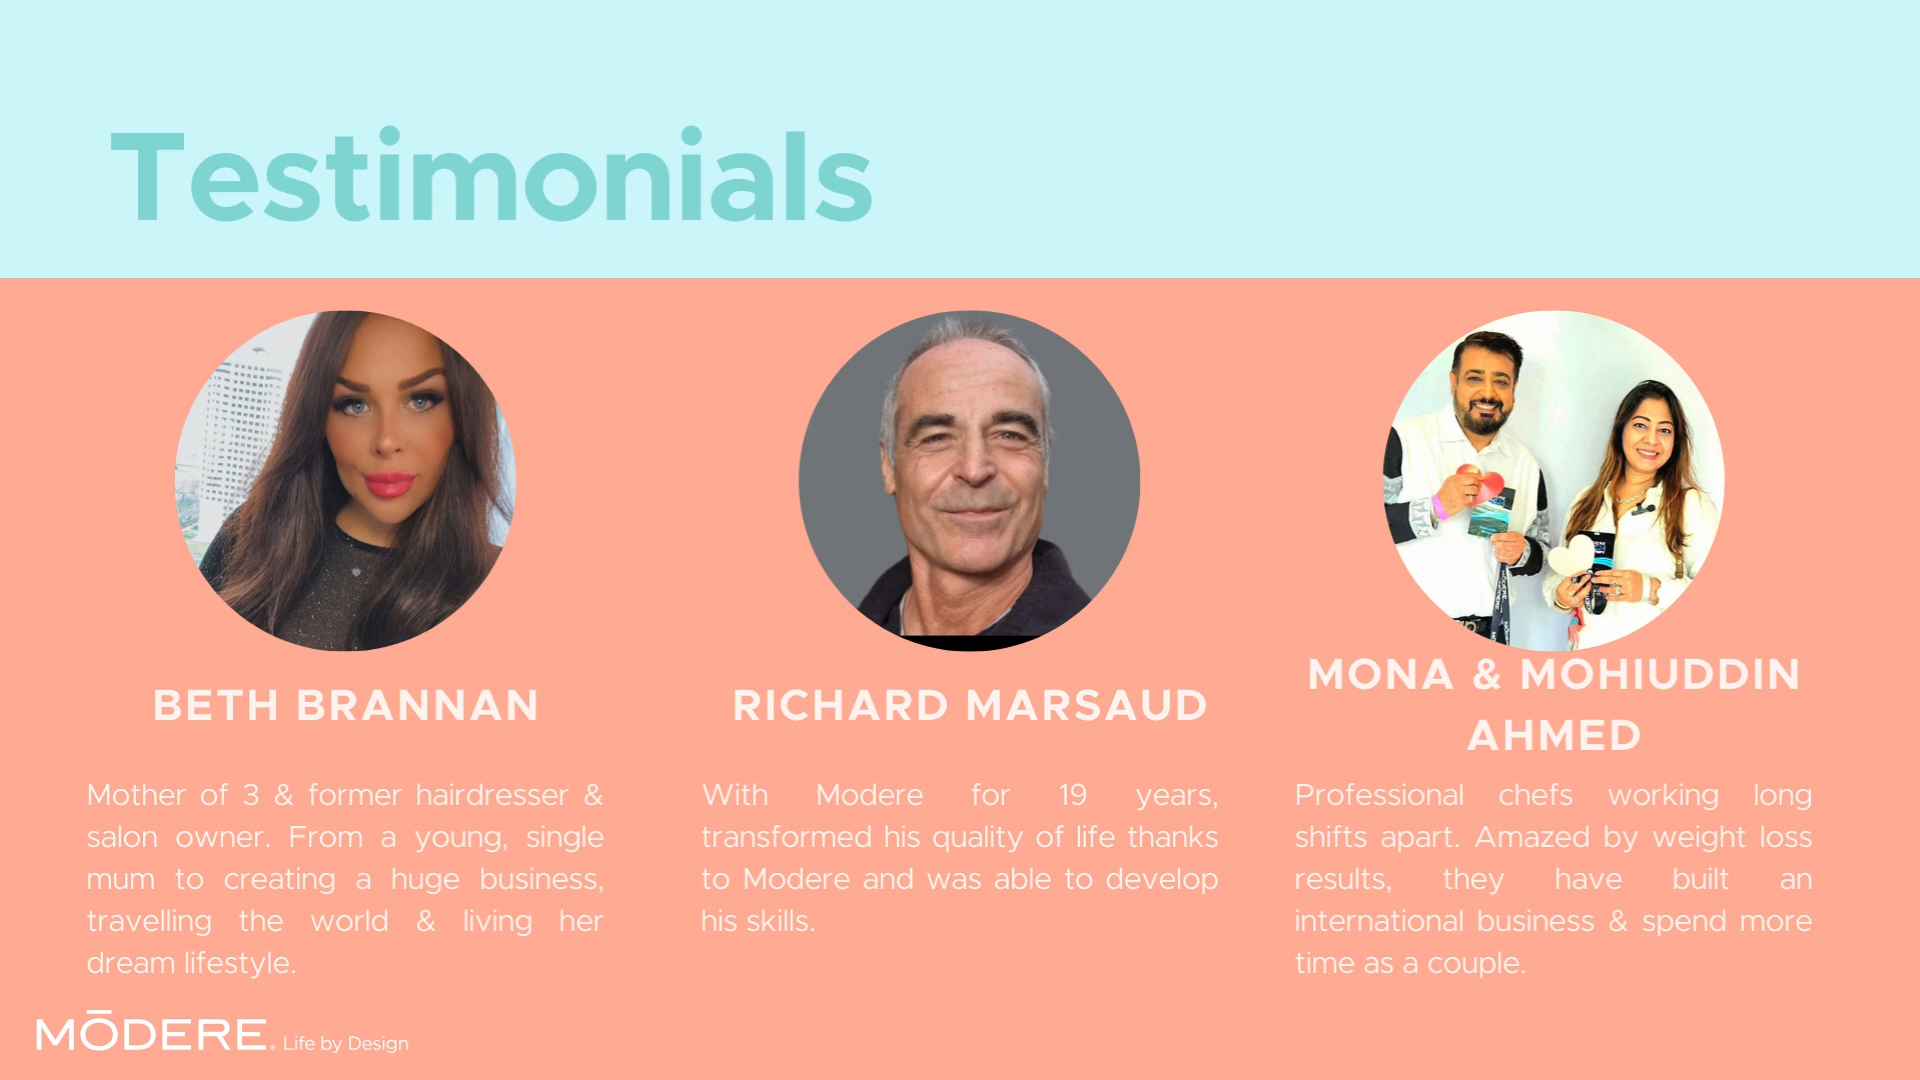 Testimonials
BETH BRANNAN
Mother of 3 & former hairdresser &
salon owner. From a young, single
mum to creating a huge business,
travelling the world & living her
dream lifestyle.
RICHARD MARSAUD
With Modere for 19 years,
transformed his quality of life thanks
to Modere and was able to develop
his skills.
MONA & MOHIUDDIN
AHMED
Professional chefs working long
shifts apart. Amazed by weight loss
results, they have built an
international business & spend more
time as a couple.
MŌDERE® Life by Design